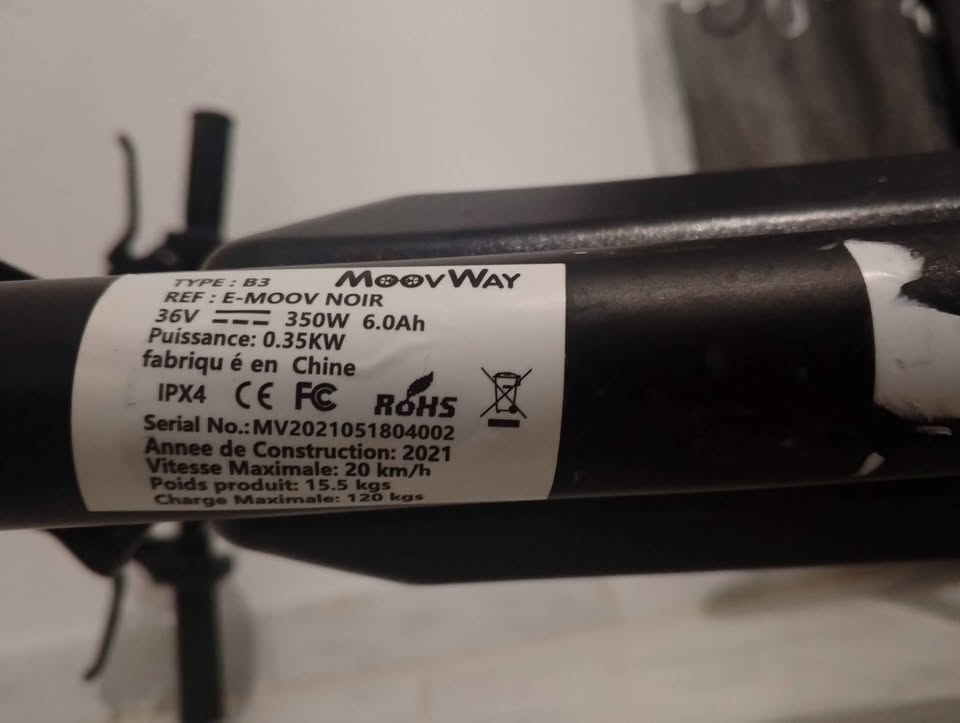 TYPE : B3 MOOVWAY
REF : E-MOOV NOIR
36V 350W 6.0Ah
Puissance: 0.35KW
fabriqu é en Chine
IPX4 CE FC RoHS
Serial No.:MV2021051804002
Annee de Construction: 2021
Vitesse Maximale: 20 km/h
Poids produit: 15.5 kgs
Charge Maximale: 120 kgs